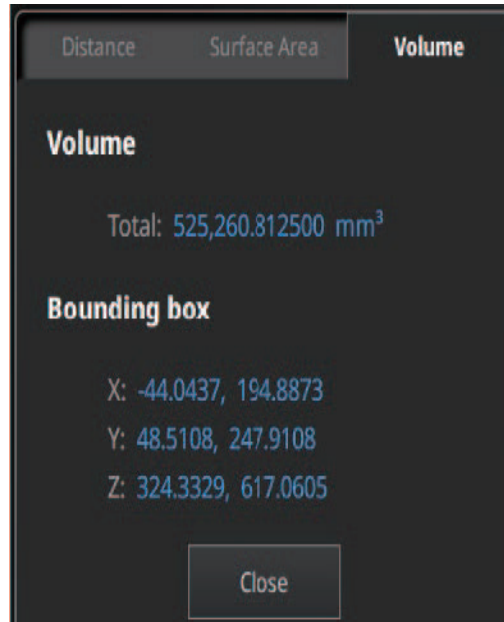 Distance Surface Area Volume
Volume
Total: 525,260.812500 mm³
Bounding box
X: -44.0437, 194.8873
Y: 48.5108, 247.9108
Z: 324.3329, 617.0605
Close